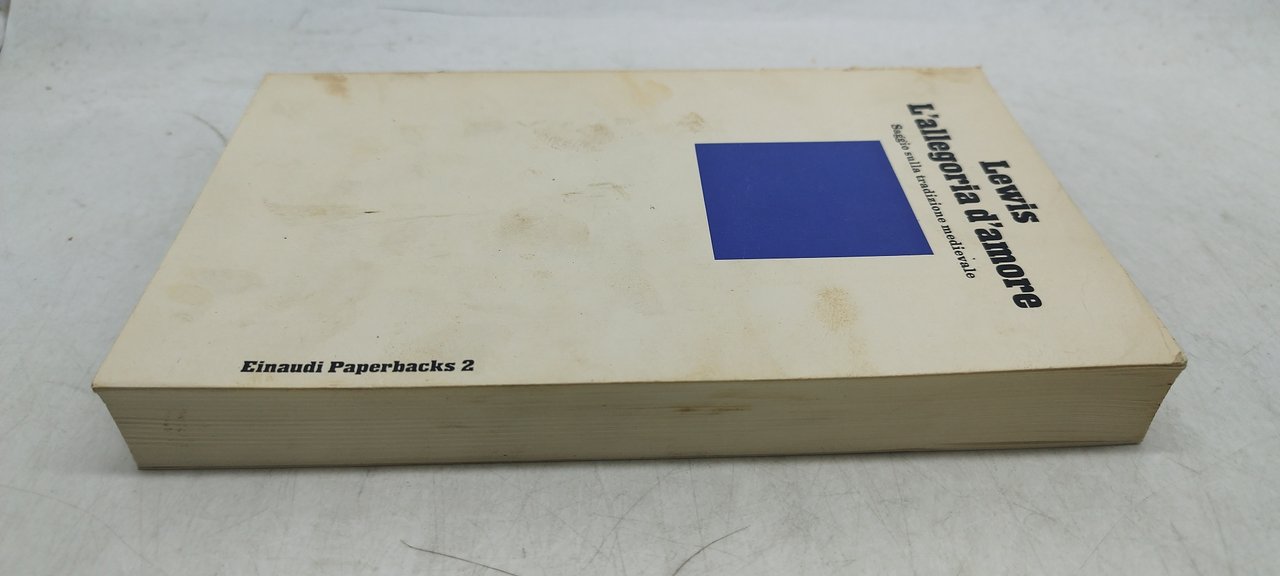 Lewis
L'allegoria d'amore
Saggio sulla tradizione medievale
Einaudi Paperbacks 2